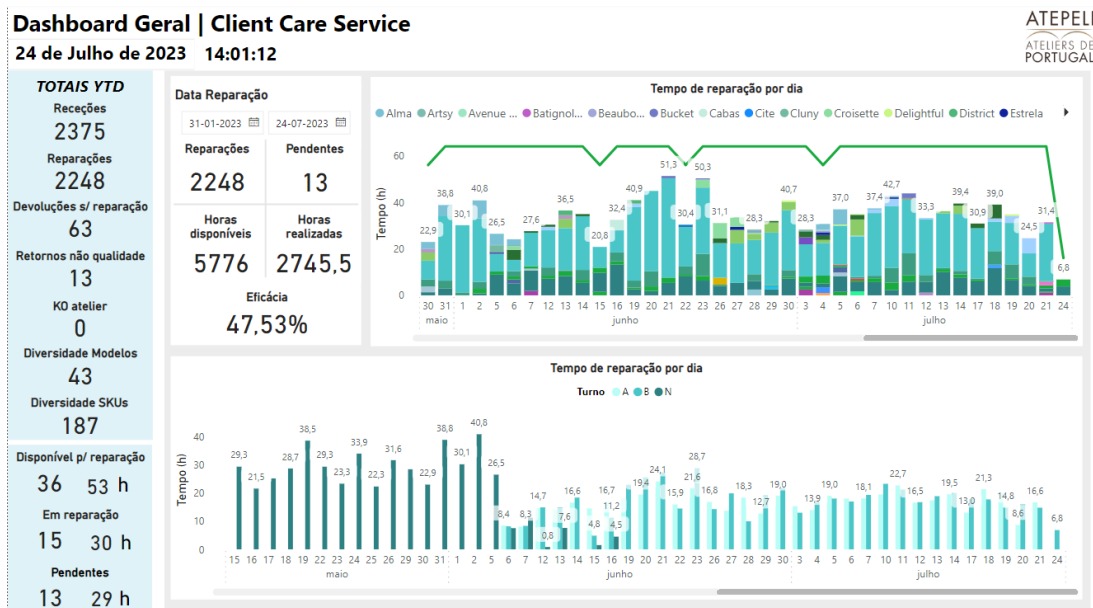 Dashboard Geral | Client Care Service
24 de Julho de 2023 14:01:12
ATEPELI
ATELIERS DE
PORTUGAL
TOTAIS YTD
Receções
2375
Reparações
2248
Devoluções s/ reparação
63
Retornos não qualidade
13
KO atelier
0
Diversidade Modelos
43
Diversidade SKUs
187
Disponível p/ reparação
36 53 h
Em reparação
15 30 h
Pendentes
13 29 h
Data Reparação
31-01-2023 24-07-2023
Reparações Pendentes
2248 13
Horas disponíveis Horas realizadas
5776 2745,5
Eficácia
47,53%
Tempo de reparação por dia
Alma Artsy Avenue ... Batignol... Beaubo... Bucket Cabas Cite Cluny Croisette Delightful District Estrela
Tempo (h)
60
40
20
0
22,9 38,8 30,1 40,8 26,5 27,6 36,5 20,8 32,4 40,9 51,3 30,4 50,3 31,1 28,3 40,7 28,3 37,0 37,4 42,7 33,3 39,4 30,9 39,0 24,5 31,4 6,8
30 31 1 2 5 6 7 12 13 14 15 16 19 20 21 22 23 26 27 28 29 30 3 4 5 6 7 10 11 12 13 14 17 18 19 20 21 24
maio junho julho
Tempo de reparação por dia
Turno A B N
Tempo (h)
40
30
20
10
0
29,3 21,5 28,7 38,5 29,3 23,3 33,9 22,3 31,6 22,9 38,8 30,1 40,8 26,5 8,4 8,3 14,7 0,8 7,6 16,6 4,8 16,7 11,2 4,5 19,4 24,1 15,9 21,6 28,7 16,8 18,3 12,7 19,0 13,9 19,0 18,1 22,7 16,5 19,5 13,0 21,3 14,8 8,6 16,6 6,8
15 16 17 18 19 22 23 24 25 26 29 30 31 1 2 5 6 7 12 13 14 15 16 19 20 21 22 23 26 27 28 29 30 3 4 5 6 7 10 11 12 13 14 17 18 19 20 21 24
maio junho julho